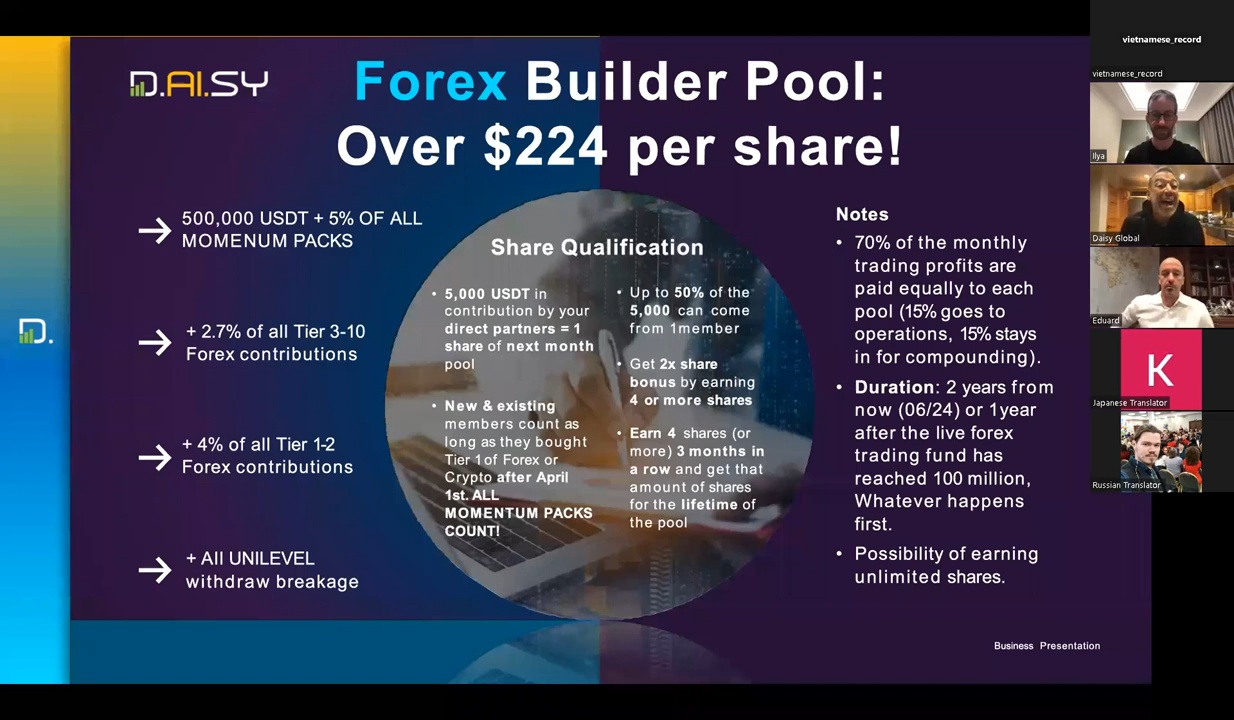 D.AI.SY
Forex Builder Pool:
Over $224 per share!
500,000 USDT + 5% OF ALL
MOMENUM PACKS
+ 2.7% of all Tier 3-10
Forex contributions
+ 4% of all Tier 1-2
Forex contributions
+ All UNILEVEL
withdraw breakage
Share Qualification
• 5,000 USDT in
contribution by your
direct partners = 1
share of next month
pool
• New & existing
members count as
long as they bought
Tier 1 of Forex or
Crypto after April
1st. ALL
MOMENTUM PACKS
COUNT!
• Up to 50% of the
5,000 can come
from 1member
• Get 2x share
bonus by earning
4 or more shares
• Earn 4 shares (or
more) 3 months in
a row and get that
amount of shares
for the lifetime of
the pool
Notes
• 70% of the monthly
trading profits are
paid equally to each
pool (15% goes to
operations, 15% stays
in for compounding).
• Duration: 2 years from
now (06/24) or 1 year
after the live forex
trading fund has
reached 100 million,
Whatever happens
first.
• Possibility of earning
unlimited shares.
Business Presentation
D.
vietnamese_record
vietnamese_record
Ilya
Daisy Global
Eduard
K
Japanese Translator
Russian Translator